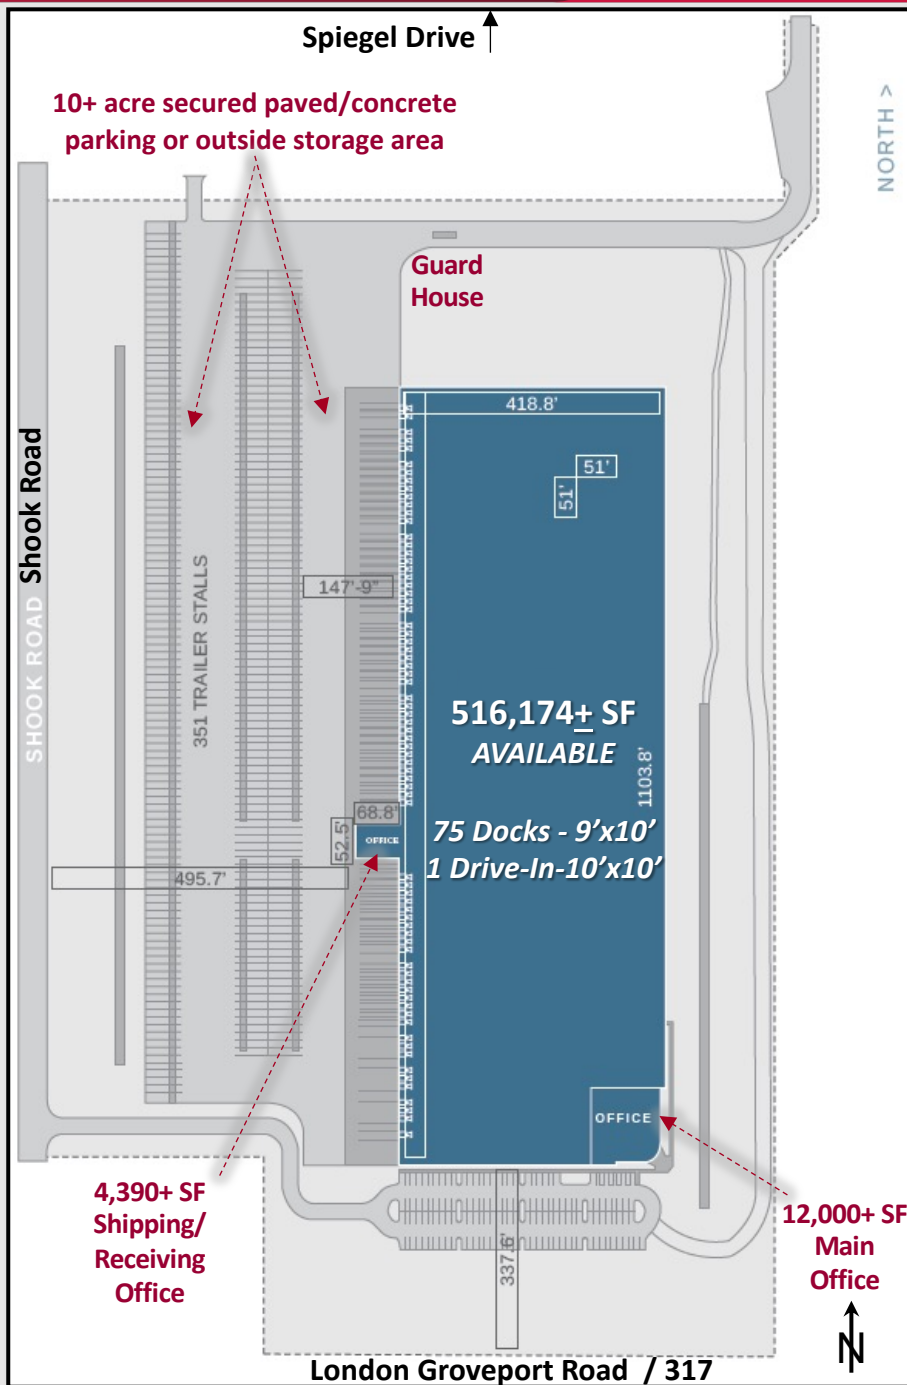 Spiegel Drive
10+ acre secured paved/concrete
parking or outside storage area
NORTH >
Guard
House
418.8'
51'
51'
Shook Road
SHOOK ROAD
351 TRAILER STALLS
147'-9"
516,174+ SF
AVAILABLE
1103.8'
75 Docks - 9'x10'
1 Drive-In-10'x10'
68.8'
52.5'
OFFICE
495.7'
OFFICE
4,390+ SF
Shipping/
Receiving
Office
12,000+ SF
Main
Office
337.6'
N
London Groveport Road / 317